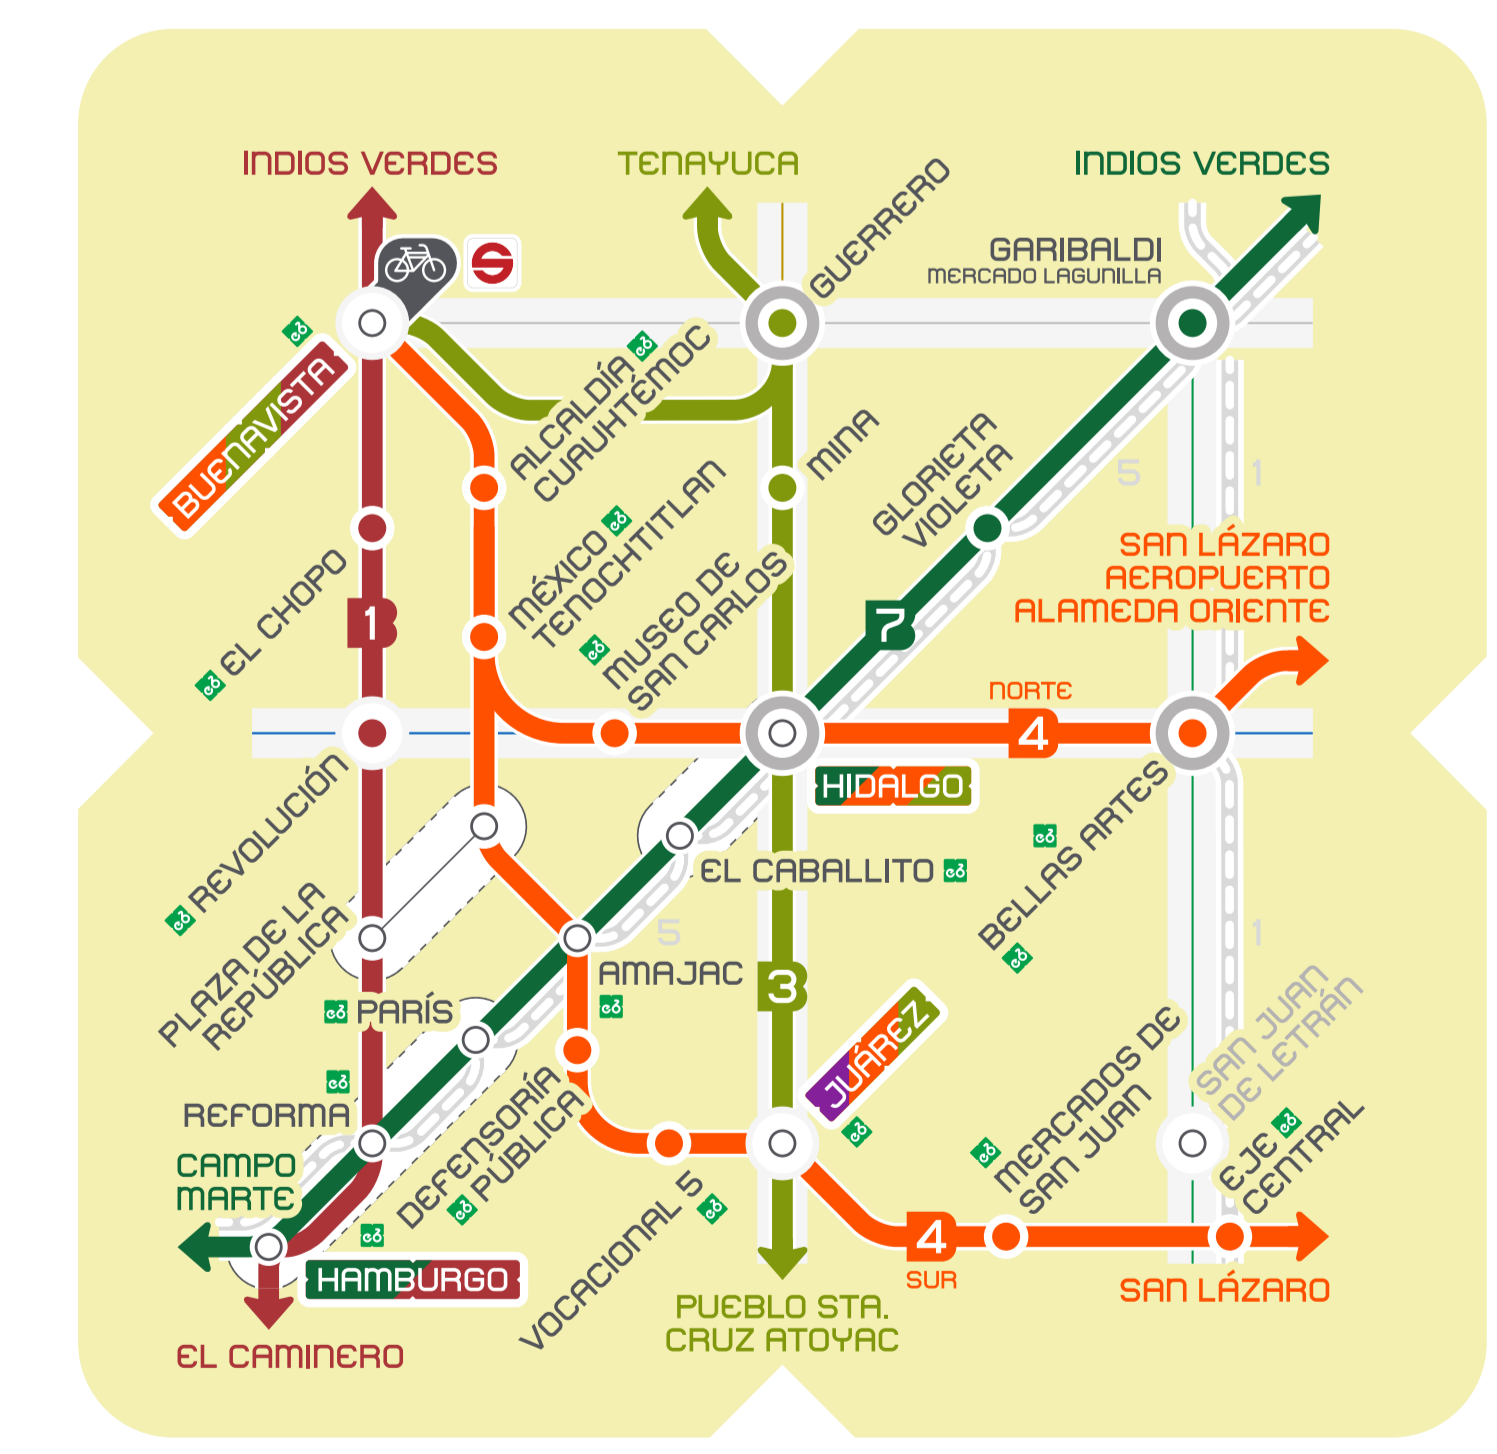 INDIOS VERDES
TENAYUCA
INDIOS VERDES
GUERRERO
GARIBALDI
MERCADO LAGUNILLA
S
BUENAVISTA
ALCALDÍA
CUAUHTÉMOC
MINA
GLORIETA
VIOLETA
5
1
EL CHOPO
1
MÉXICO
TENOCHTITLAN
MUSEO DE
SAN CARLOS
7
SAN LÁZARO
AEROPUERTO
ALAMEDA ORIENTE
NORTE
4
HIDALGO
REVOLUCIÓN
EL CABALLITO
BELLAS ARTES
PLAZA DE LA
REPÚBLICA
5
1
AMAJAC
3
PARÍS
JUÁREZ
SAN JUAN
DE LETRÁN
REFORMA
DEFENSORÍA
PÚBLICA
MERCADOS DE
SAN JUAN
EJE
CENTRAL
CAMPO
MARTE
VOCACIONAL 5
4
SUR
HAMBURGO
SAN LÁZARO
PUEBLO STA.
CRUZ ATOYAC
EL CAMINERO